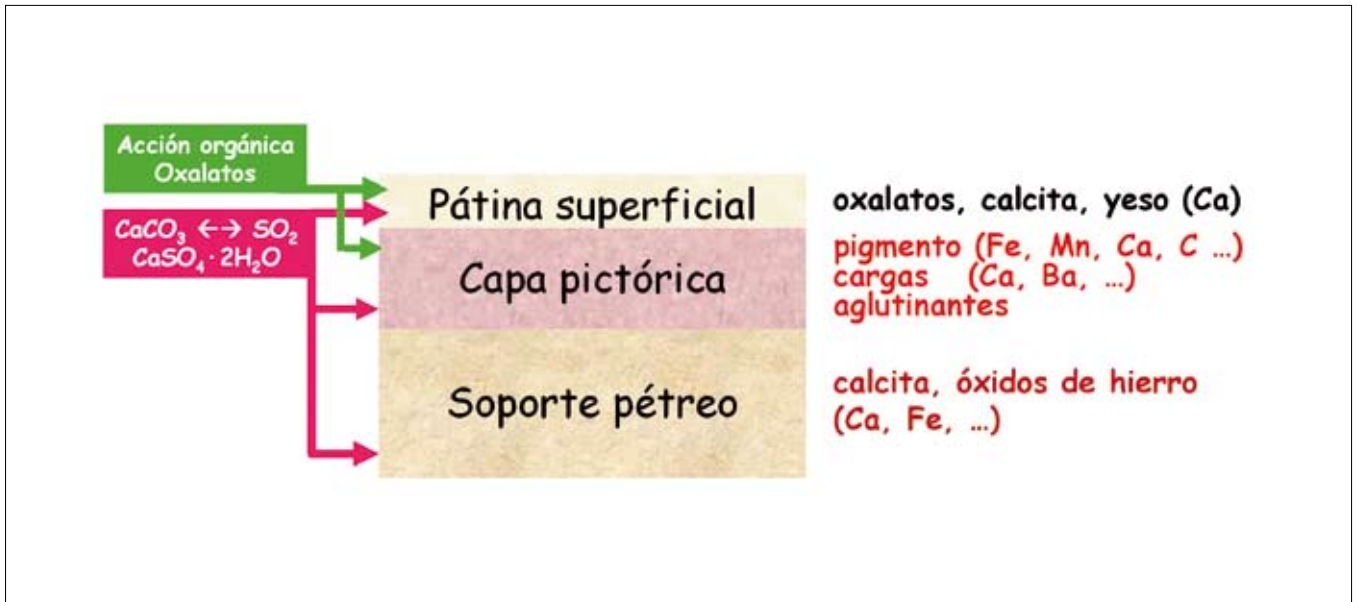 Acción orgánica
Oxalatos
CaCO₃ ←→ SO₂
CaSO₄ · 2H₂O
Pátina superficial
Capa pictórica
Soporte pétreo
oxalatos, calcita, yeso (Ca)
pigmento (Fe, Mn, Ca, C ...)
cargas (Ca, Ba, ...)
aglutinantes
calcita, óxidos de hierro
(Ca, Fe, ...)